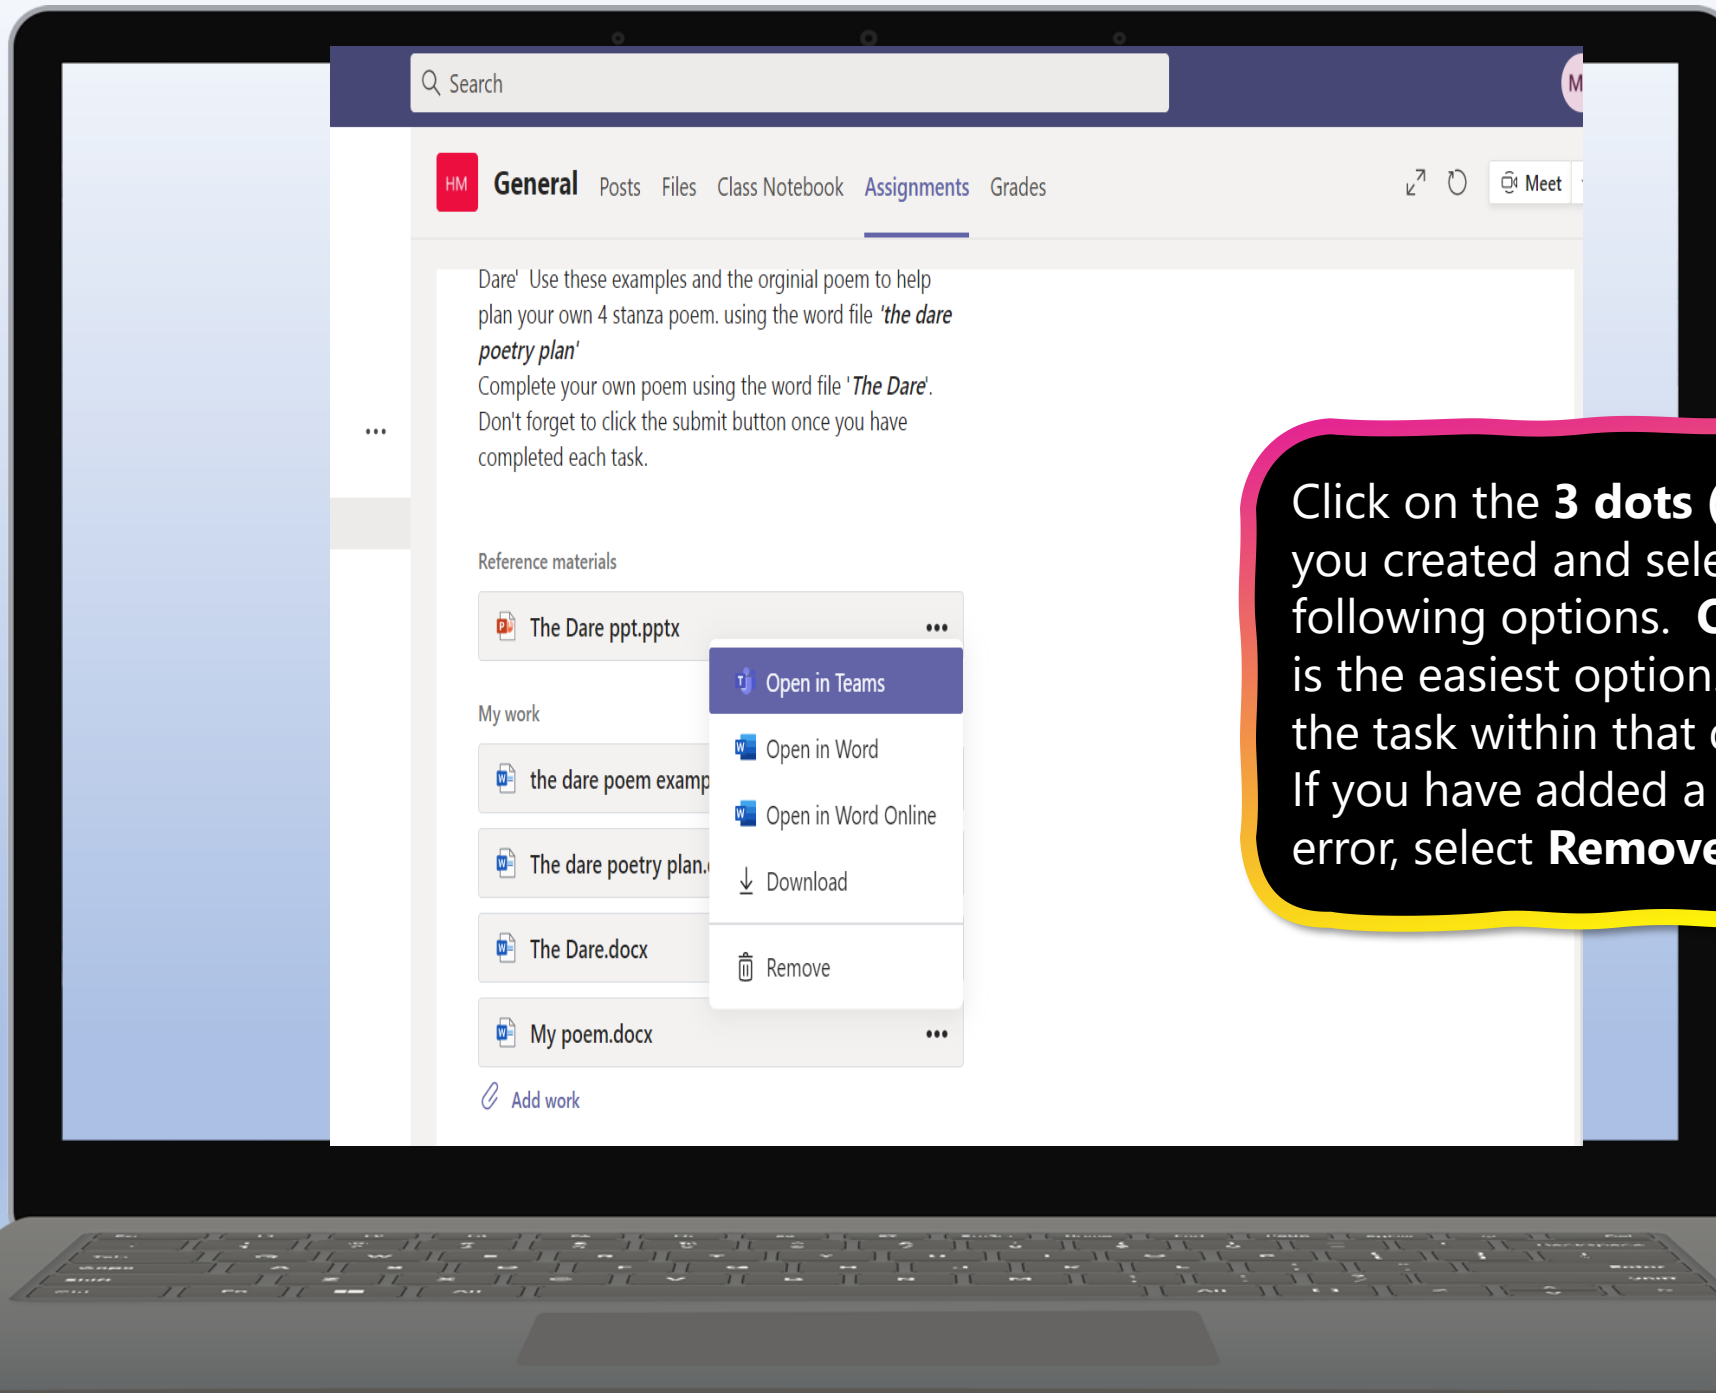 Search
M
HM General Posts Files Class Notebook Assignments Grades Meet
Dare' Use these examples and the orginial poem to help
plan your own 4 stanza poem. using the word file 'the dare
poetry plan'
Complete your own poem using the word file 'The Dare'.
Don't forget to click the submit button once you have
completed each task.
Reference materials
The Dare ppt.pptx
Open in Teams
Open in Word
Open in Word Online
Download
Remove
My work
the dare poem examp
The dare poetry plan.
The Dare.docx
My poem.docx
Add work
Click on the 3 dots (
you created and sele
following options. 
is the easiest option.
the task within that
If you have added a
error, select Remove